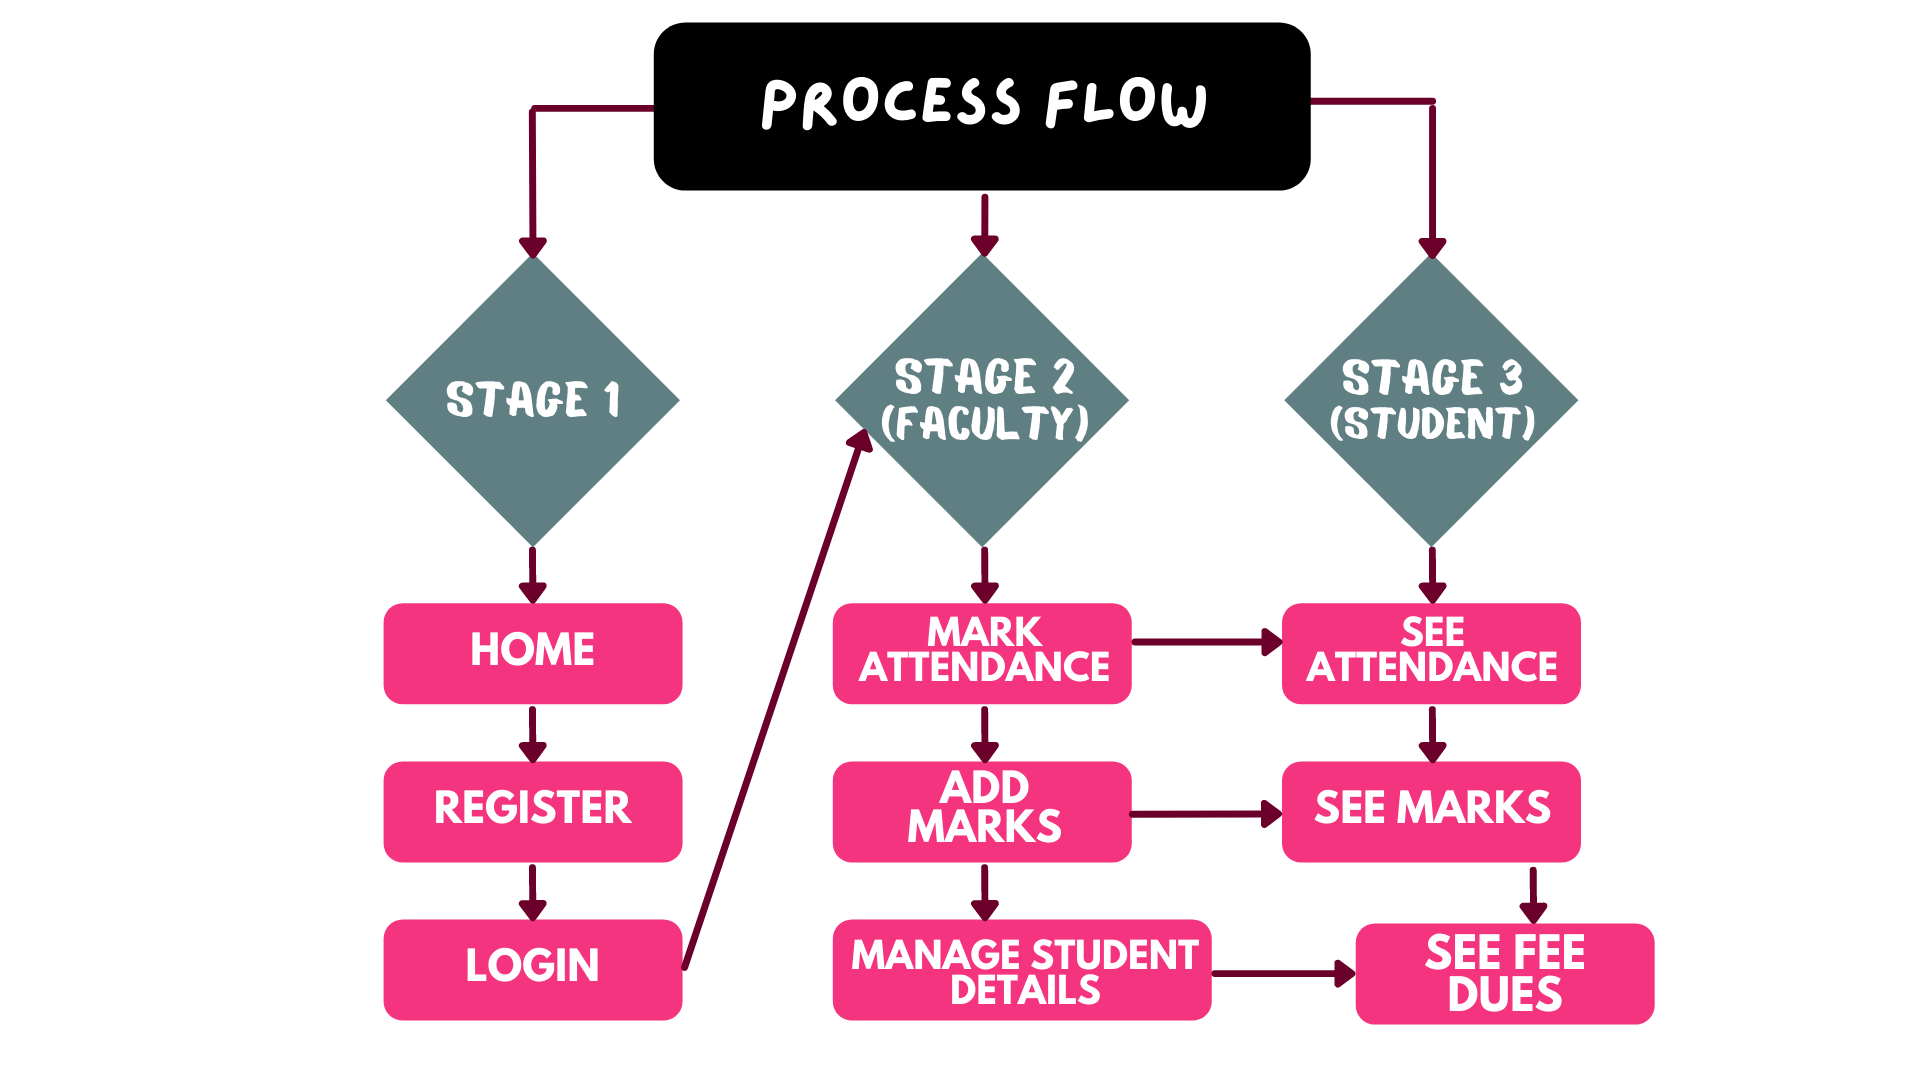 PROCESS FLOW
STAGE 1
HOME
REGISTER
LOGIN
STAGE 2
(FACULTY)
MARK
ATTENDANCE
ADD
MARKS
MANAGE STUDENT
DETAILS
STAGE 3
(STUDENT)
SEE
ATTENDANCE
SEE MARKS
SEE FEE
DUES